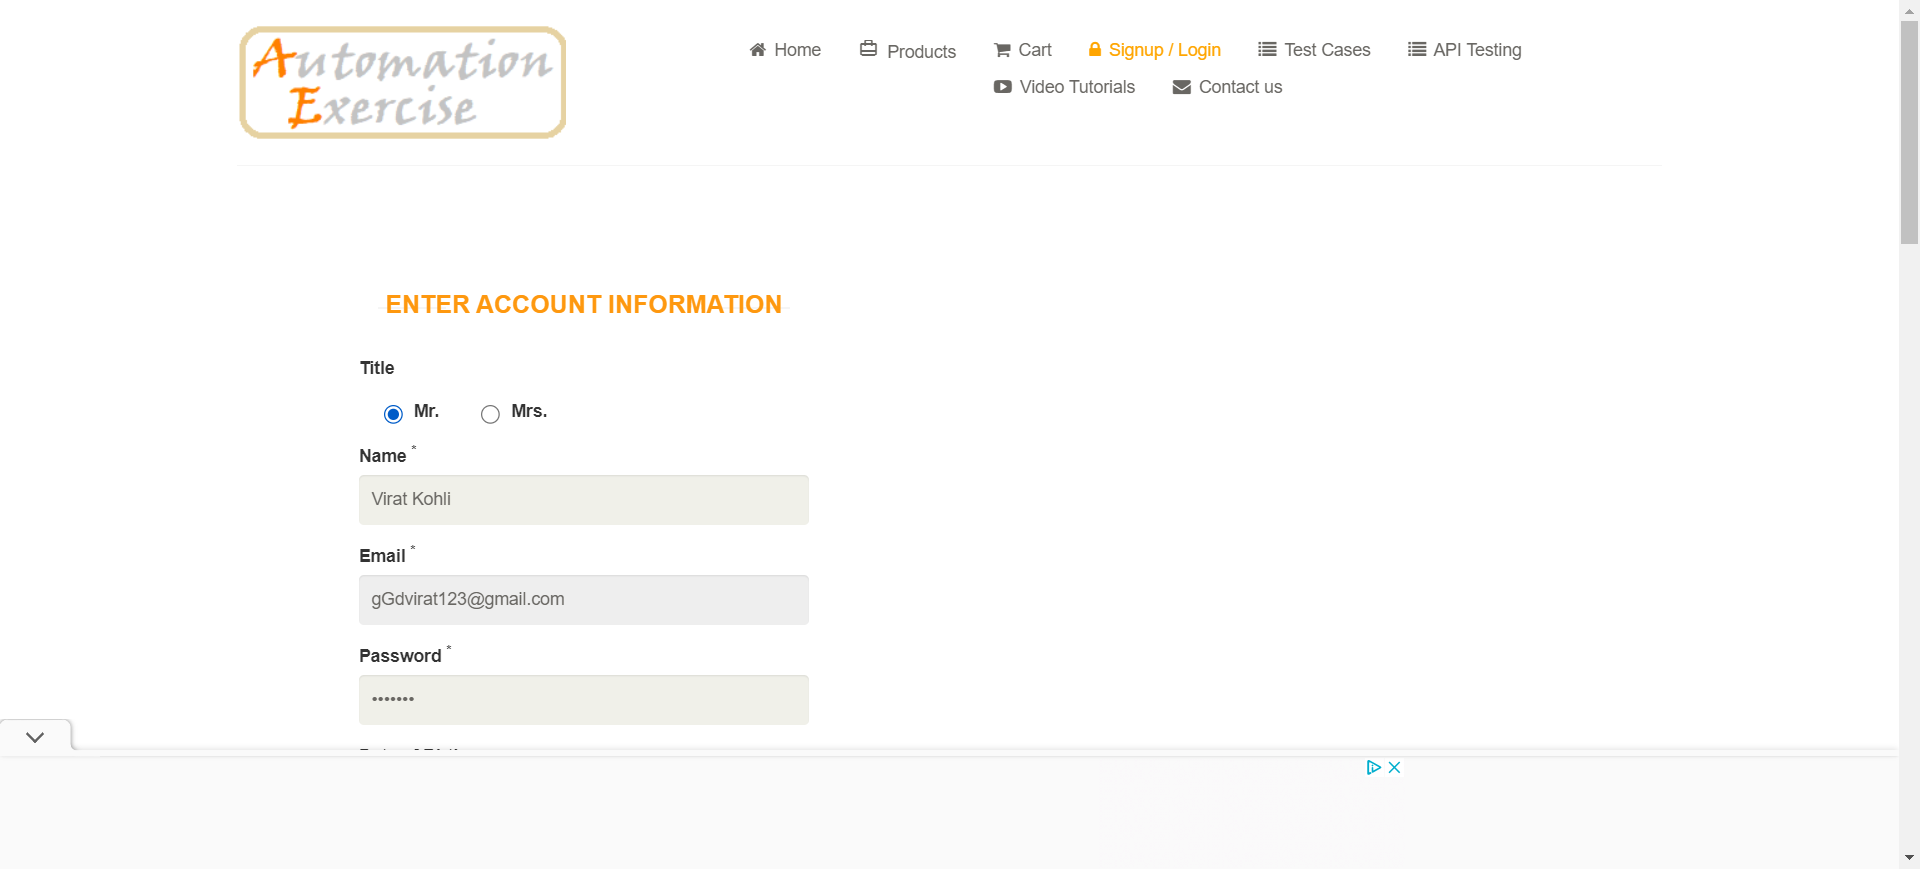 Automation
Exercise
Home Products Cart Signup / Login Test Cases API Testing
Video Tutorials Contact us
ENTER ACCOUNT INFORMATION
Title
Mr. Mrs.
Name *
Virat Kohli
Email *
gGdvirat123@gmail.com
Password *
•••••••